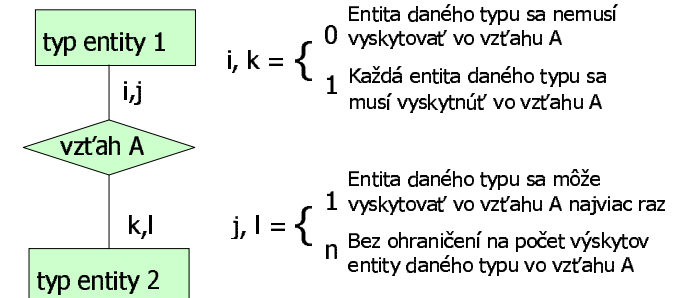 typ entity 1
i,j
vzťah A
k,l
typ entity 2
i, k = {
0 Entita daného typu sa nemusí
vyskytovať vo vzťahu A
1 Každá entita daného typu sa
musí vyskytnúť vo vzťahu A
j, l = {
1 Entita daného typu sa môže
vyskytovať vo vzťahu A najviac raz
n Bez ohraničení na počet výskytov
entity daného typu vo vzťahu A